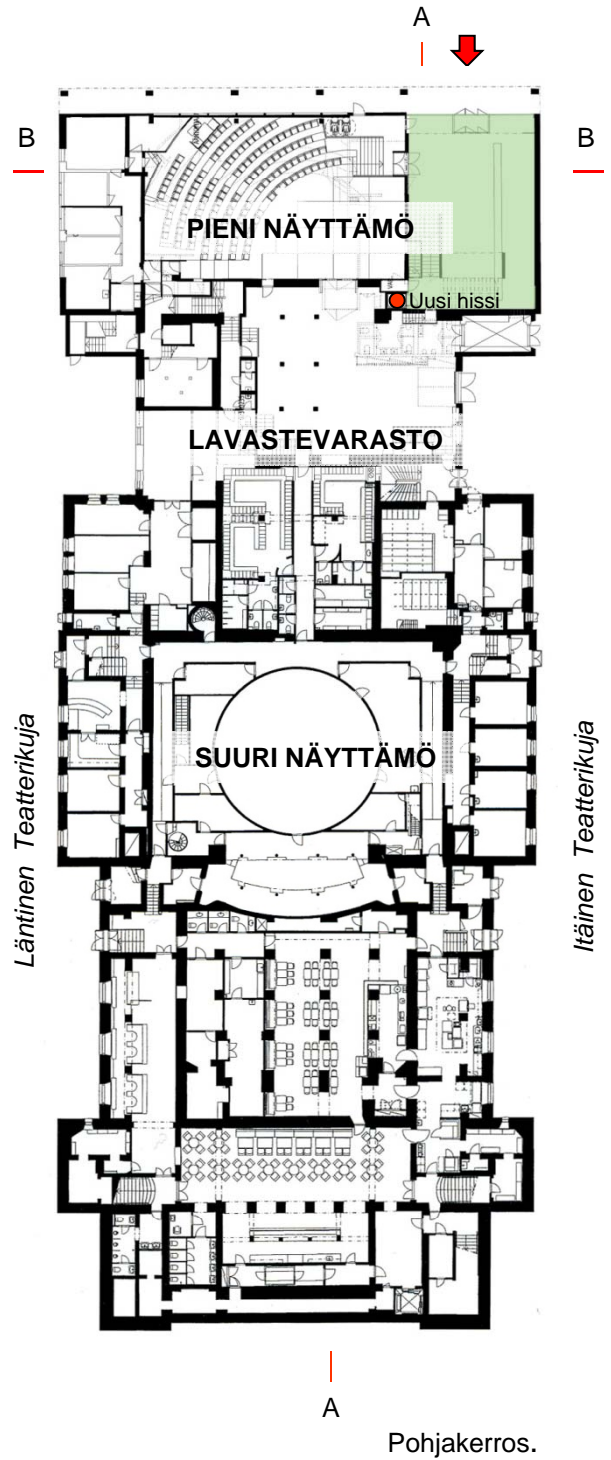 A
B
B
PIENI NÄYTTÄMÖ
Uusi hissi
LAVASTEVARASTO
SUURI NÄYTTÄMÖ
Läntinen Teatterikuja
Itäinen Teatterikuja
A
Pohjakerros.